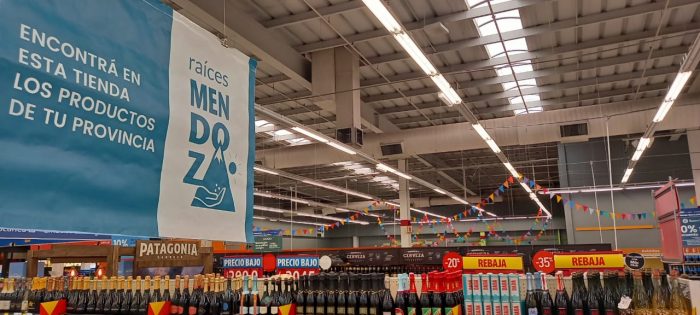 ENCONTRÁ EN
ESTA TIENDA
LOS PRODUCTOS
DE TU PROVINCIA
raíces
MEN
DO
ZA
PATAGONIA
PRECIO BAJO
PRECIO BAJO
CERVEZA
20%
REBAJA
-35%
REBAJA